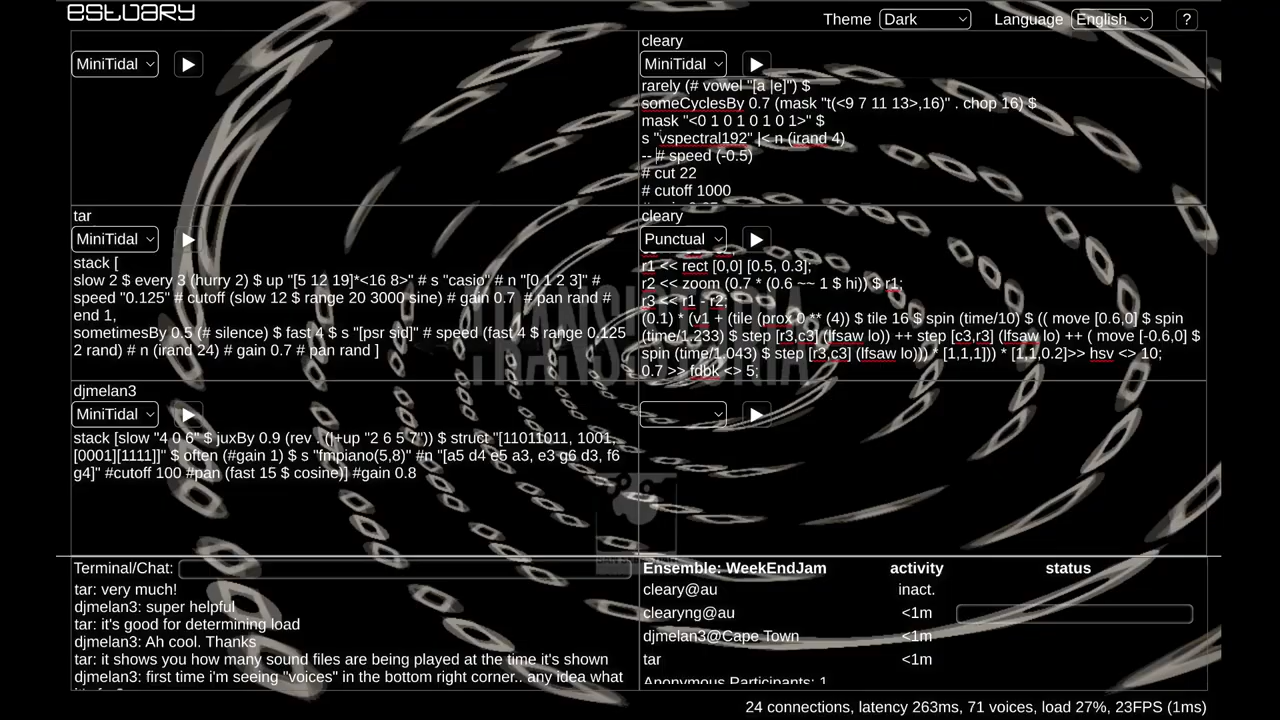 estuary
Theme Dark Language English ?
MiniTidal
cleary
MiniTidal
rarely (# vowel "[a |e]") $
someCyclesBy 0.7 (mask "t(<9 7 11 13>,16)" . chop 16) $
mask "<0 1 0 1 0 1 0 1>" $
s "vspectral192" |< n (irand 4)
-- # speed (-0.5)
# cut 22
# cutoff 1000
tar
MiniTidal
stack [
slow 2 $ every 3 (hurry 2) $ up "[5 12 19]*<16 8>" # s "casio" # n "[0 1 2 3]" #
speed "0.125" # cutoff (slow 12 $ range 20 3000 sine) # gain 0.7 # pan rand #
end 1,
sometimesBy 0.5 (# silence) $ fast 4 $ s "[psr sid]" # speed (fast 4 $ range 0.125
2 rand) # n (irand 24) # gain 0.7 # pan rand ]
cleary
Punctual
r1 << rect [0,0] [0.5, 0.3];
r2 << zoom (0.7 * (0.6 ~~ 1 $ hi)) $ r1;
r3 << r1 - r2;
(0.1) * (v1 + (tile (prox 0 ** (4)) $ tile 16 $ spin (time/10) $ (( move [0.6,0] $ spin
(time/1.233) $ step [r3,c3] (lfsaw lo)) ++ step [c3,r3] (lfsaw lo) ++ ( move [-0.6,0] $
spin (time/1.043) $ step [r3,c3] (lfsaw lo))) * [1,1,1])) * [1,1,0.2]>> hsv <> 10;
0.7 >> fdbk <> 5;
djmelan3
MiniTidal
stack [slow "4 0 6" $ juxBy 0.9 (rev . (|+up "2 6 5 7")) $ struct "[11011011, 1001,
[0001][1111]]" $ often (#gain 1) $ s "fmpiano(5,8)" #n "[a5 d4 e5 a3, e3 g6 d3, f6
g4]" #cutoff 100 #pan (fast 15 $ cosine)] #gain 0.8
Terminal/Chat:
tar: very much!
djmelan3: super helpful
tar: it's good for determining load
djmelan3: Ah cool. Thanks
tar: it shows you how many sound files are being played at the time it's shown
djmelan3: first time i'm seeing "voices" in the bottom right corner.. any idea what
Ensemble: WeekEndJam activity status
cleary@au inact.
clearyng@au <1m
djmelan3@Cape Town <1m
tar <1m
Anonymous Participants: 1
24 connections, latency 263ms, 71 voices, load 27%, 23FPS (1ms)